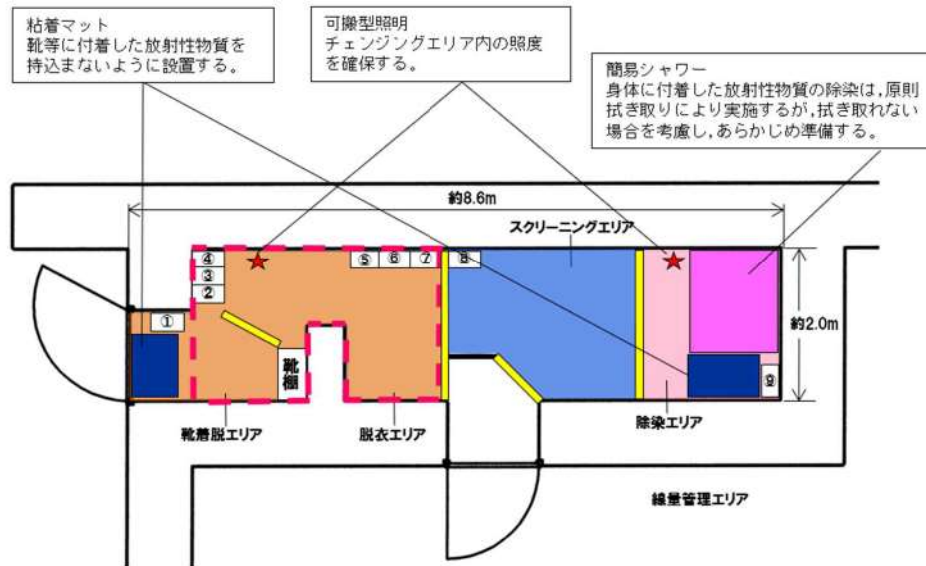 粘着マット
靴等に付着した放射性物質を
持込まないように設置する。
可搬型照明
チェンジングエリア内の照度
を確保する。
簡易シャワー
身体に付着した放射性物質の除染は，原則
拭き取りにより実施するが，拭き取れない
場合を考慮し，あらかじめ準備する。
約8.6m
スクリーニングエリア
④
③
②
⑤
⑥
⑦
⑧
①
約2.0m
靴棚
⑨
靴着脱エリア
脱衣エリア
除染エリア
線量管理エリア